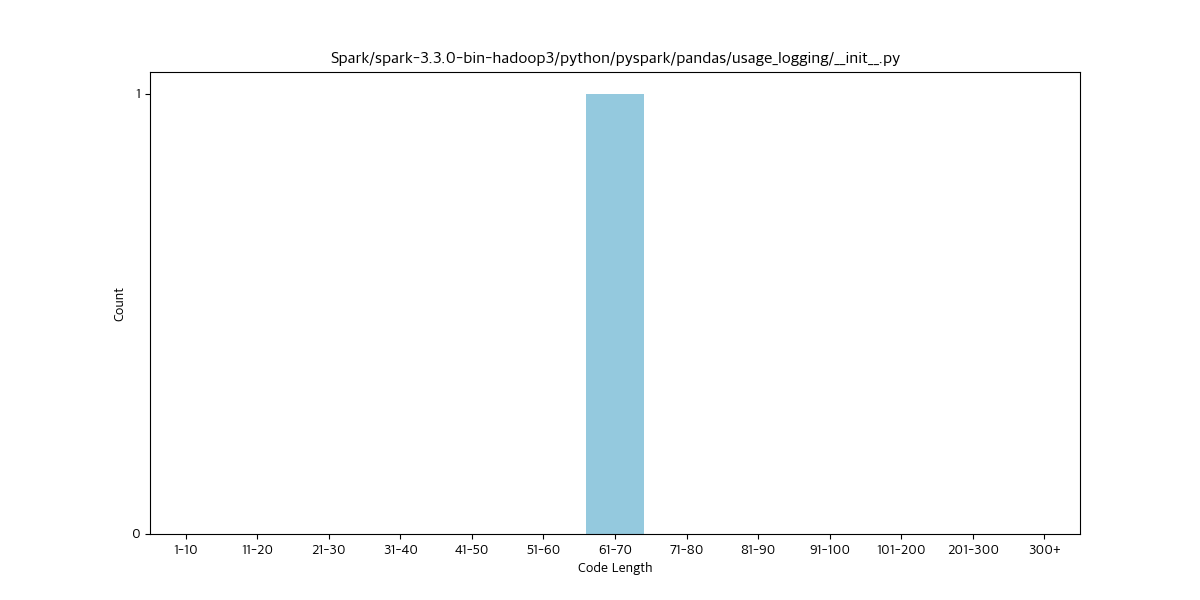 Spark/spark-3.3.0-bin-hadoop3/python/pyspark/pandas/usage_logging/__init__.py
1
Count
0
1-10 11-20 21-30 31-40 41-50 51-60 61-70 71-80 81-90 91-100 101-200 201-300 300+
Code Length